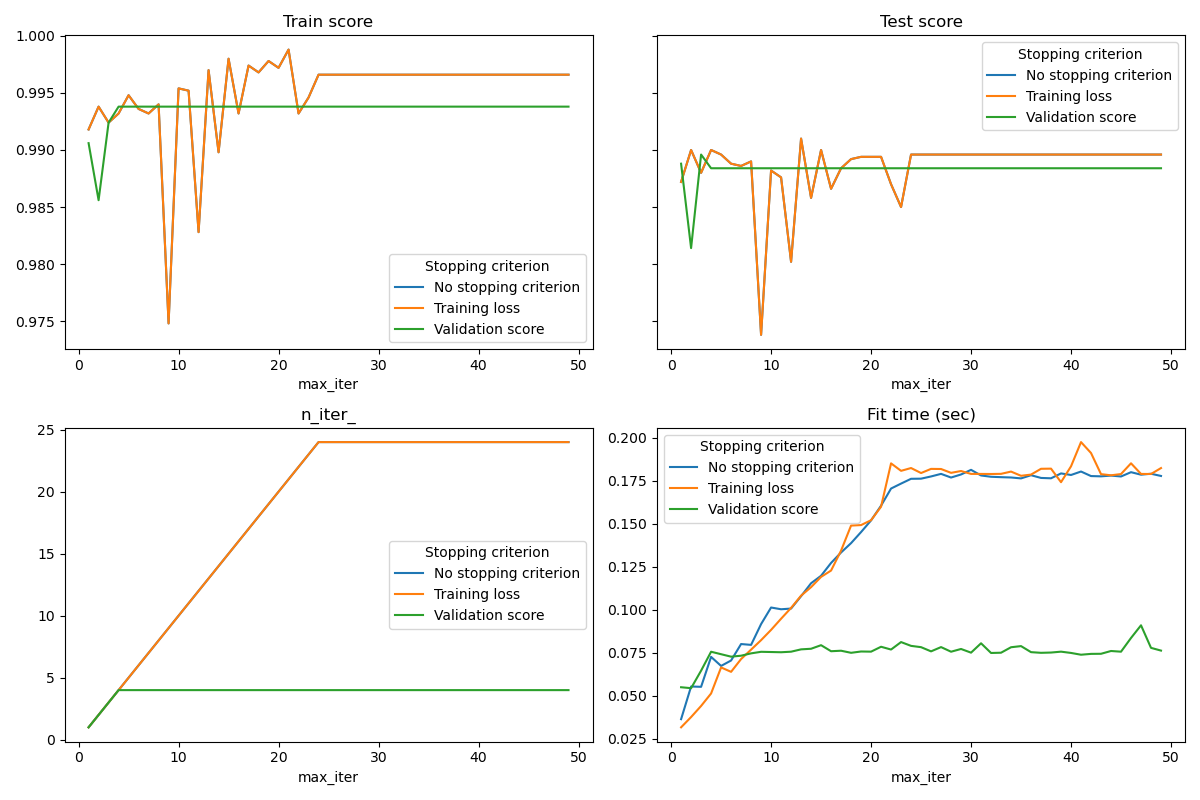 Train score
1.000
0.995
0.990
0.985
0.980
0.975
Stopping criterion
No stopping criterion
Training loss
Validation score
0 10 20 30 40 50
max_iter
Test score
Stopping criterion
No stopping criterion
Training loss
Validation score
0 10 20 30 40 50
max_iter
n_iter_
25
20
15
10
5
0
Stopping criterion
No stopping criterion
Training loss
Validation score
0 10 20 30 40 50
max_iter
Fit time (sec)
0.200
0.175
0.150
0.125
0.100
0.075
0.050
0.025
Stopping criterion
No stopping criterion
Training loss
Validation score
0 10 20 30 40 50
max_iter